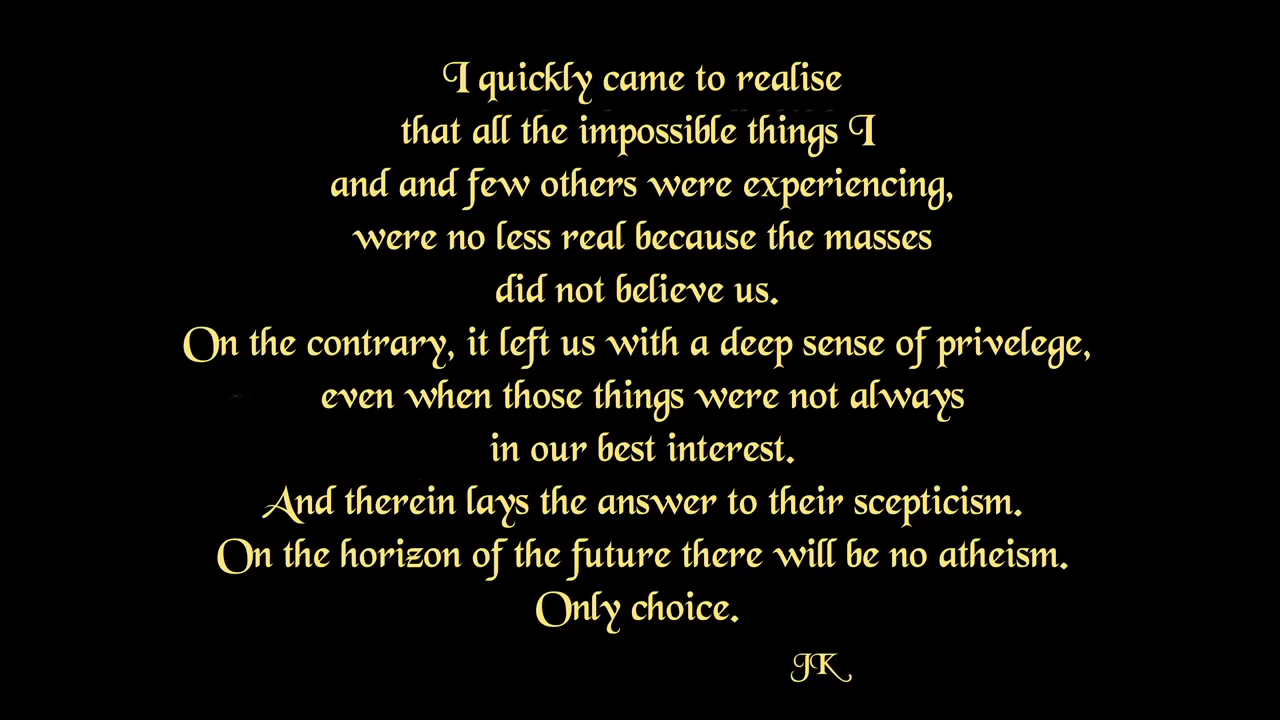 I quickly came to realise
that all the impossible things I
and and few others were experiencing,
were no less real because the masses
did not believe us.
On the contrary, it left us with a deep sense of privelege,
even when those things were not always
in our best interest.
And therein lays the answer to their scepticism.
On the horizon of the future there will be no atheism.
Only choice.
JK